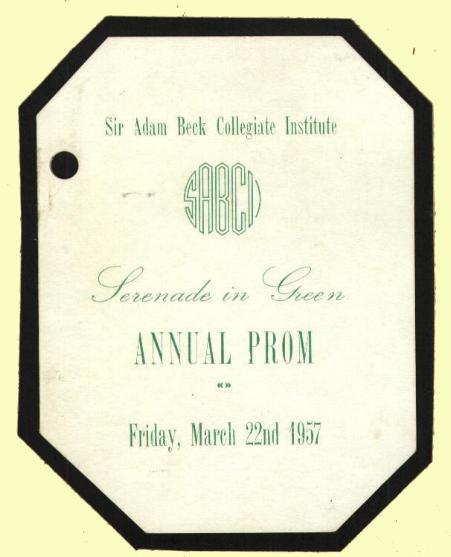 Sir Adam Beck Collegiate Institute
SABCI
Serenade in Green
ANNUAL PROM
«»
Friday, March 22nd 1957